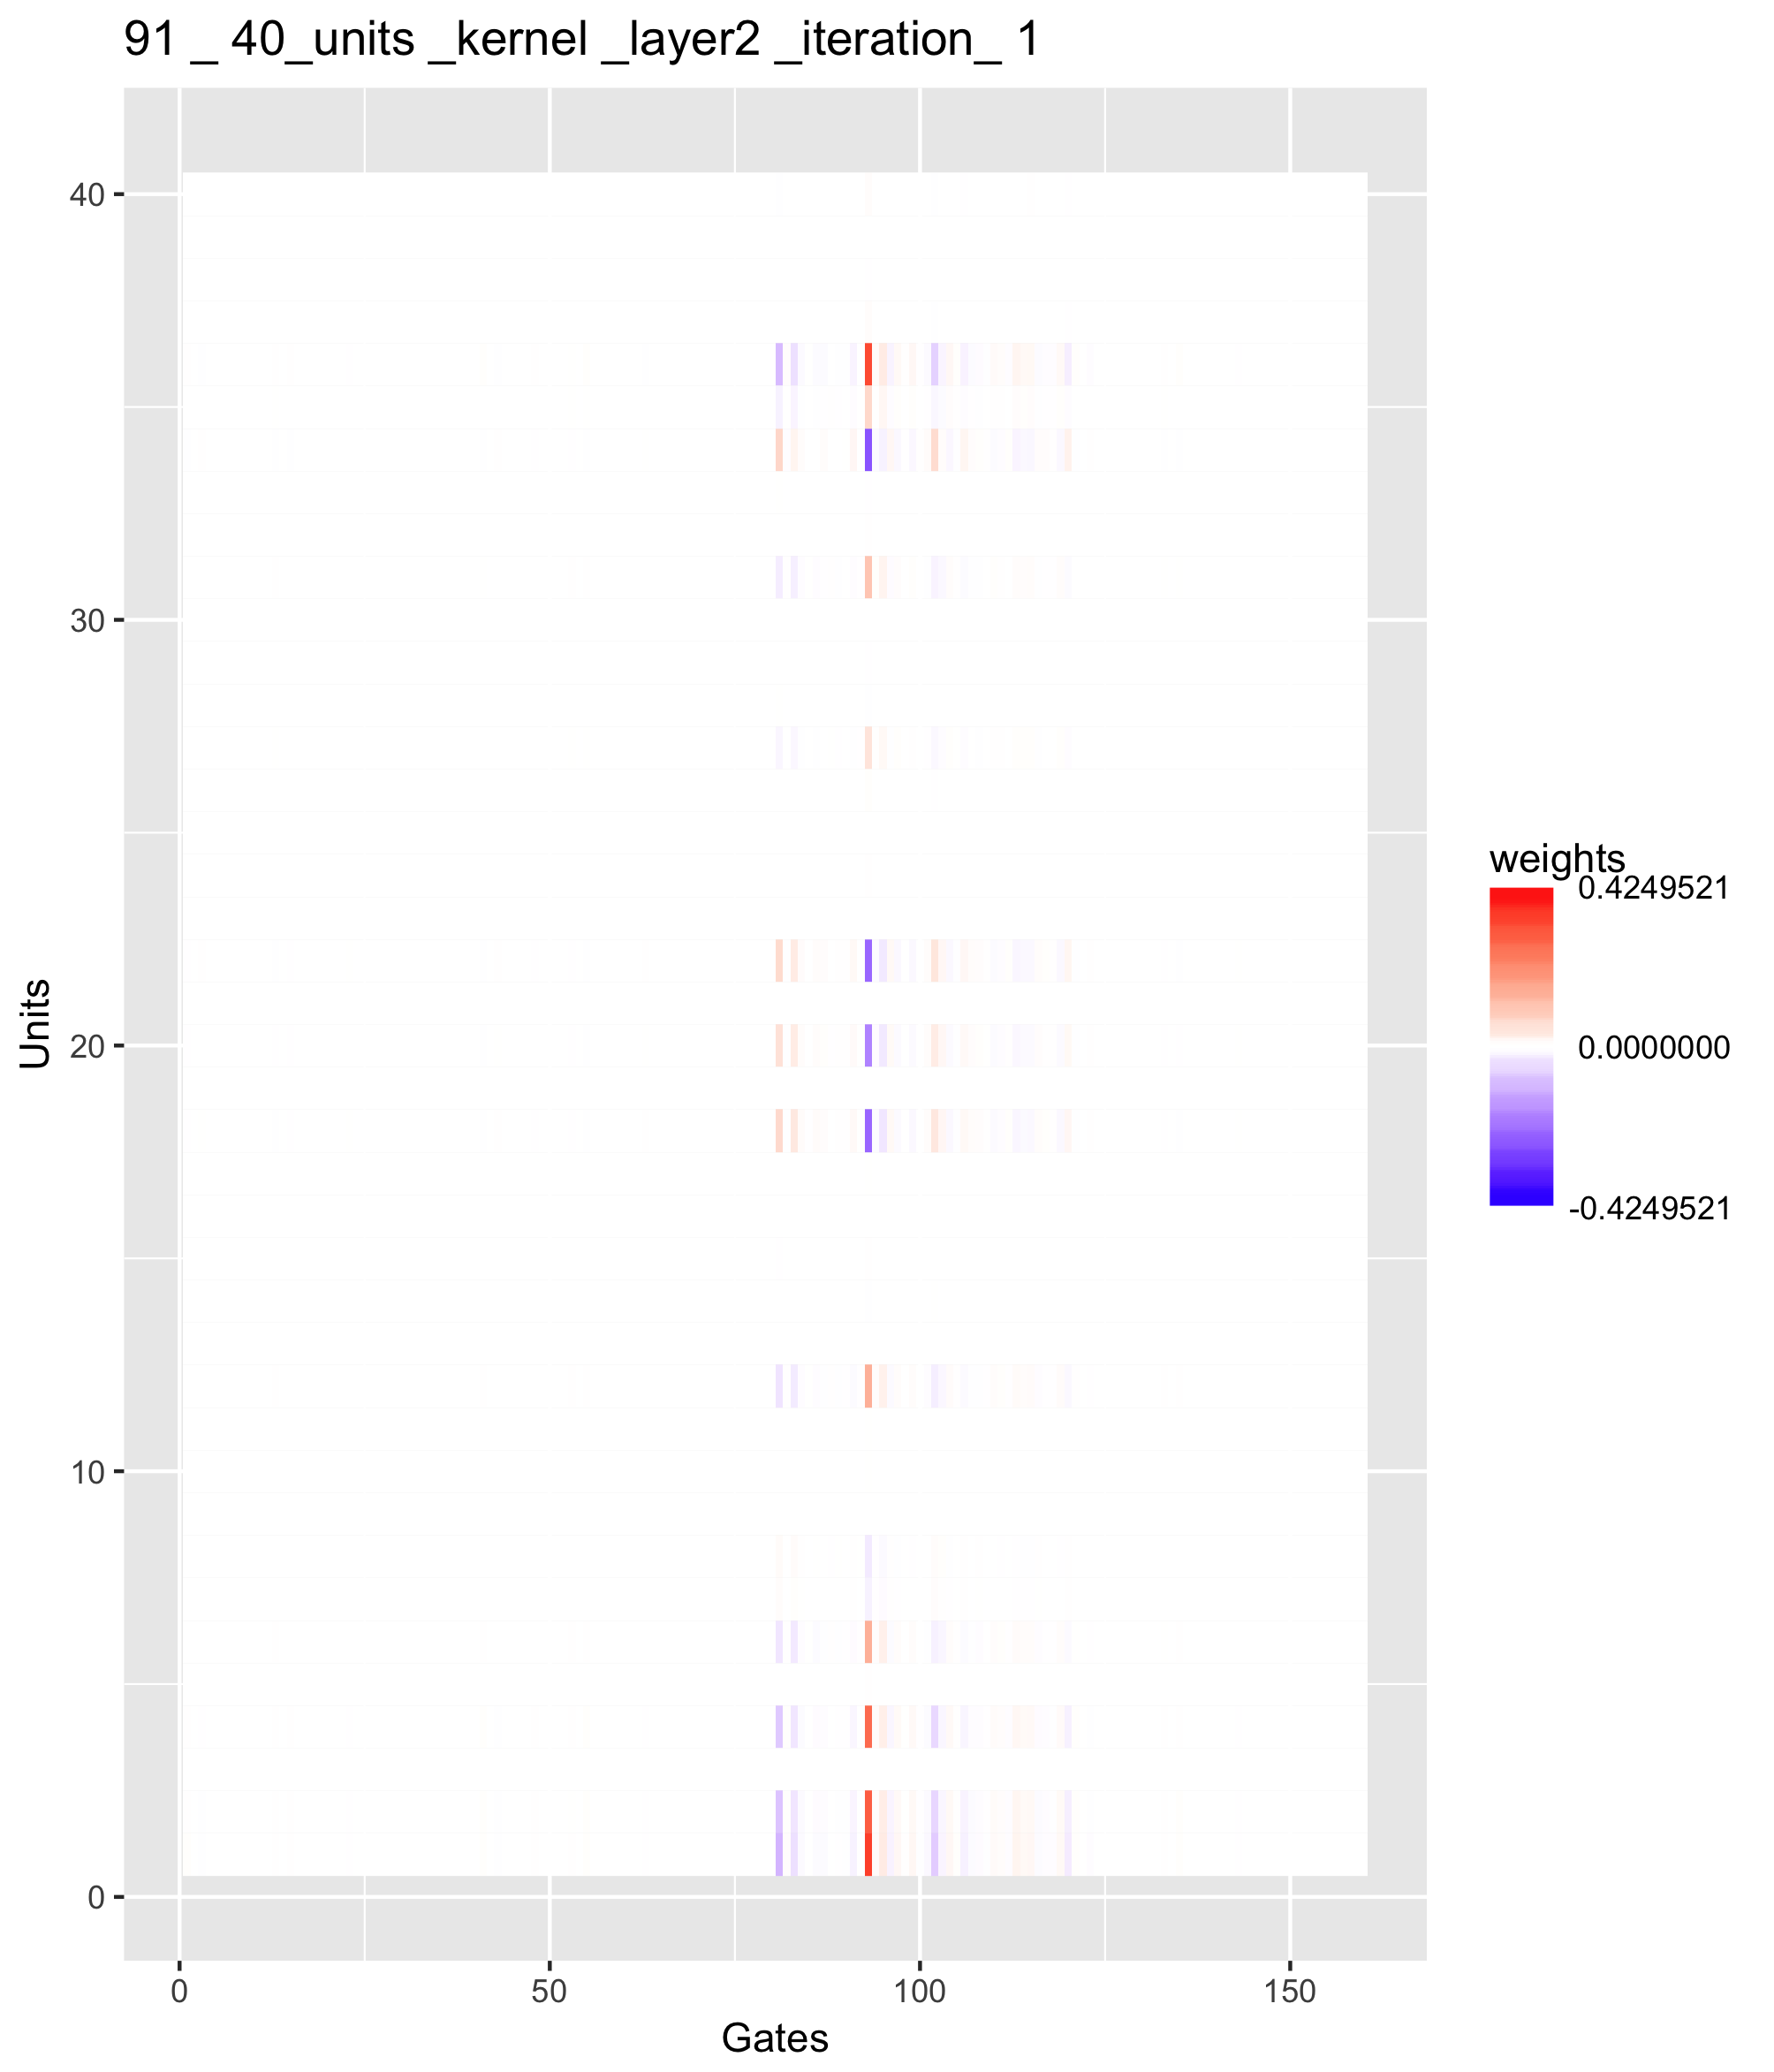 91 _ 40_units _kernel _layer2 _iteration_ 1
40
30
20
10
0
Units
0 50 100 150
Gates
weights
0.4249521
0.0000000
-0.4249521